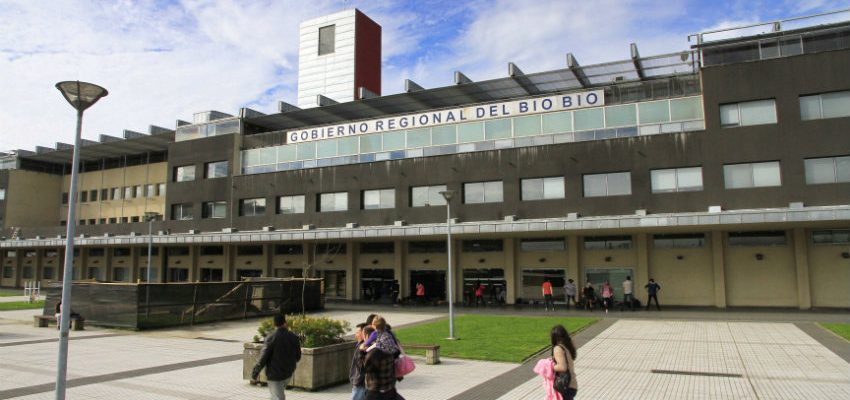 GOBIERNO REGIONAL DEL BIO BIO